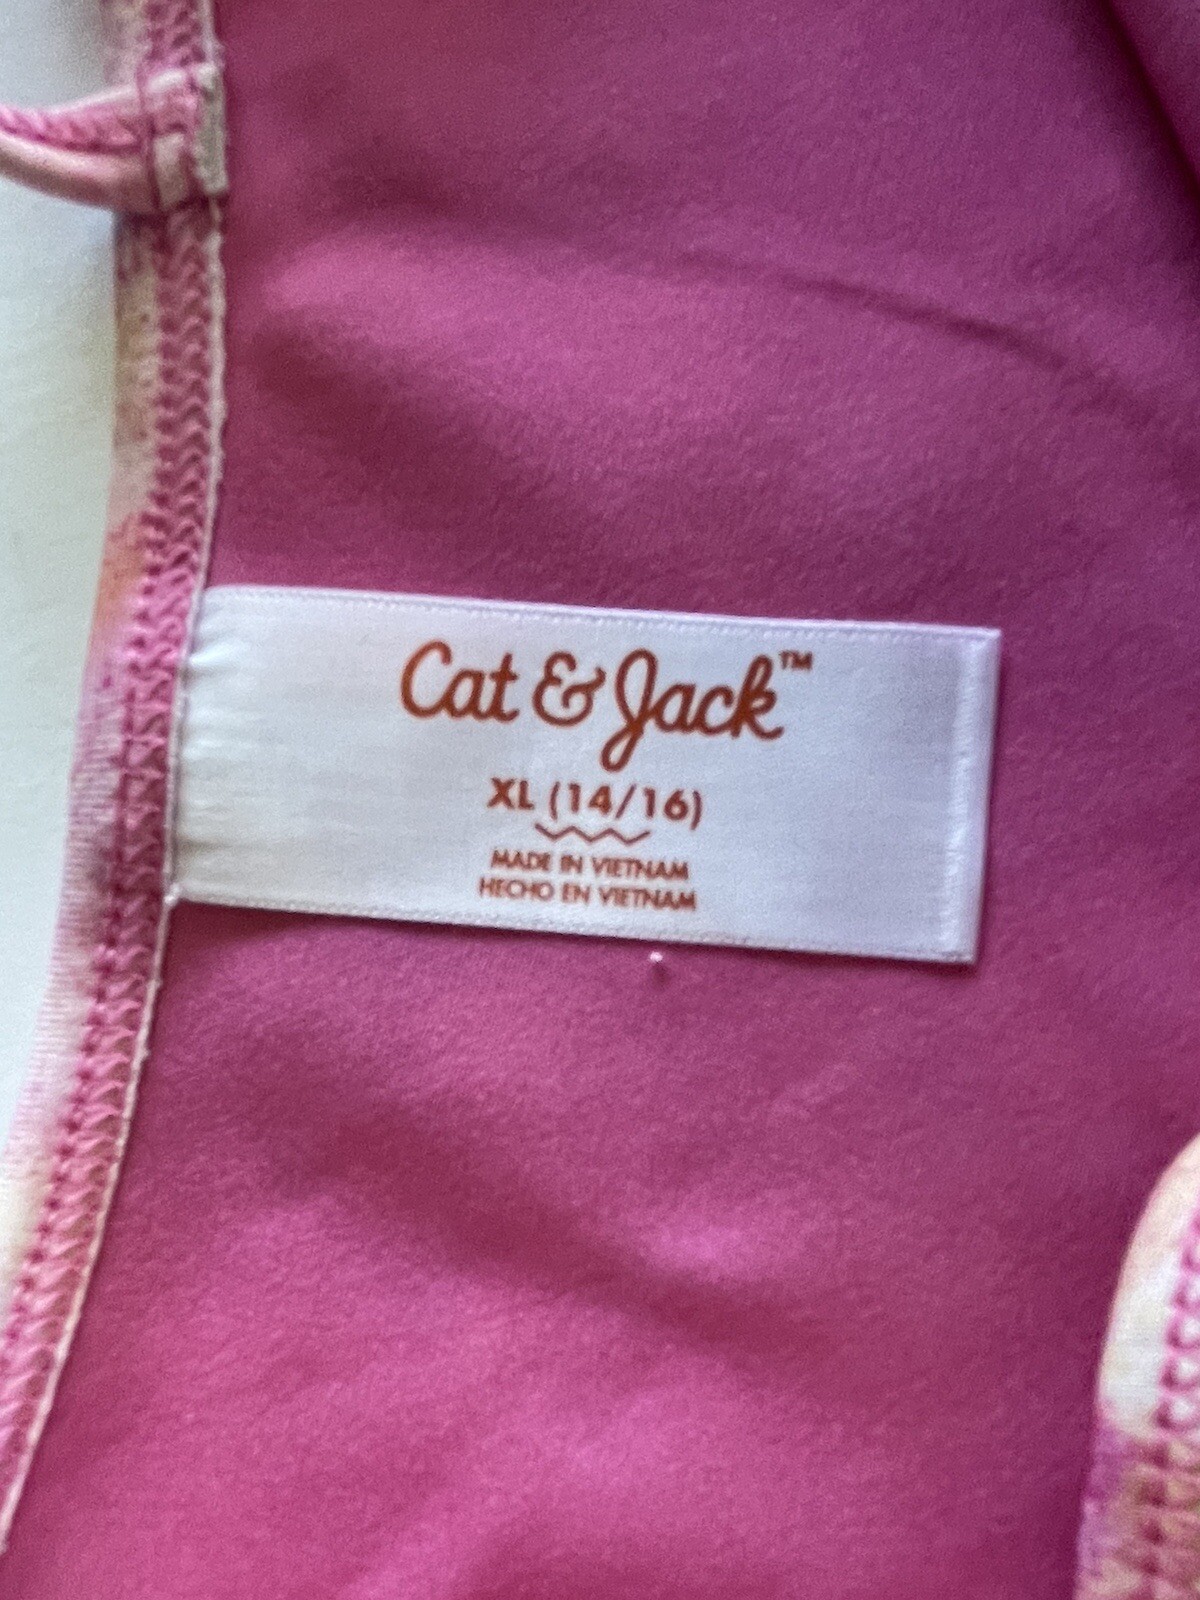 Cat & Jack™
XL (14/16)
MADE IN VIETNAM
HECHO EN VIETNAM